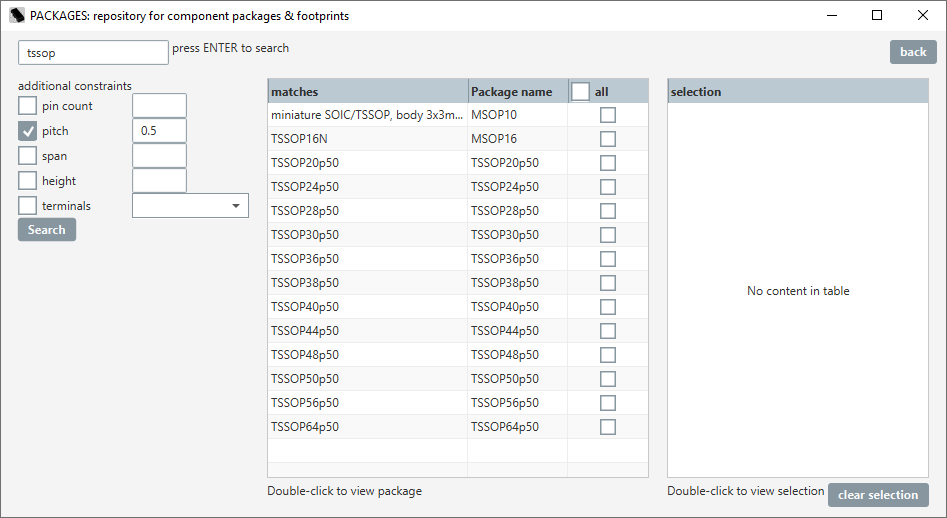 PACKAGES: repository for component packages & footprints
tssop
press ENTER to search
back
additional constraints
pin count
pitch
0.5
span
height
terminals
Search
matches Package name all
miniature SOIC/TSSOP, body 3x3m... MSOP10
TSSOP16N MSOP16
TSSOP20p50 TSSOP20p50
TSSOP24p50 TSSOP24p50
TSSOP28p50 TSSOP28p50
TSSOP30p50 TSSOP30p50
TSSOP36p50 TSSOP36p50
TSSOP38p50 TSSOP38p50
TSSOP40p50 TSSOP40p50
TSSOP44p50 TSSOP44p50
TSSOP48p50 TSSOP48p50
TSSOP50p50 TSSOP50p50
TSSOP56p50 TSSOP56p50
TSSOP64p50 TSSOP64p50
Double-click to view package
selection
No content in table
Double-click to view selection
clear selection